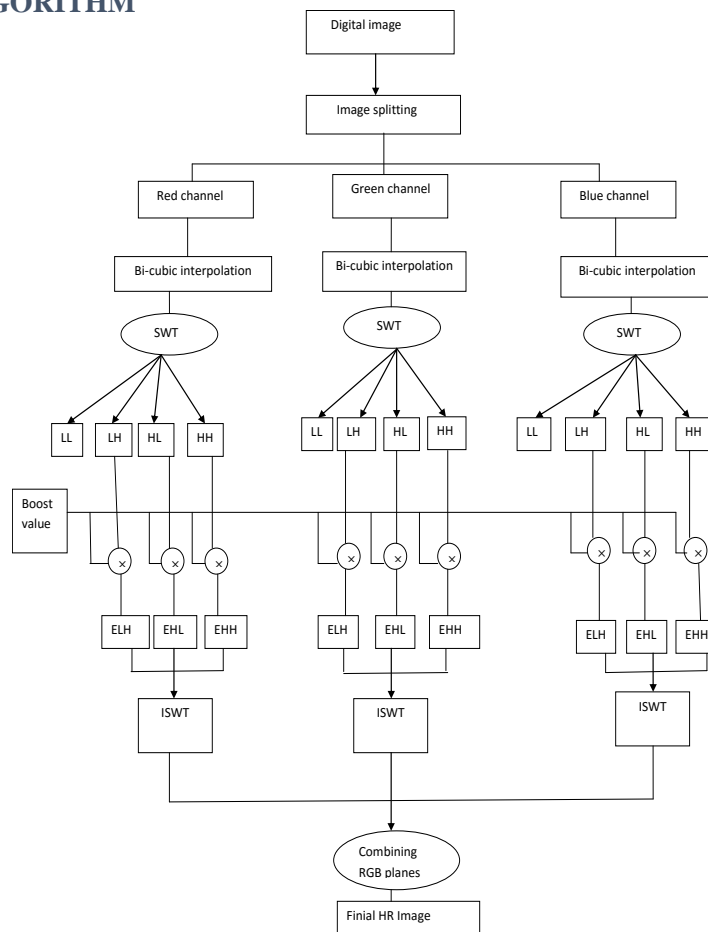 GORITHM
Digital image
Image splitting
Red channel
Green channel
Blue channel
Bi-cubic interpolation
Bi-cubic interpolation
Bi-cubic interpolation
SWT
SWT
SWT
LL
LH
HL
HH
LL
LH
HL
HH
LL
LH
HL
HH
Boost
value
×
×
×
×
×
×
×
×
×
ELH
EHL
EHH
ELH
EHL
EHH
ELH
EHL
EHH
ISWT
ISWT
ISWT
Combining
RGB planes
Finial HR Image